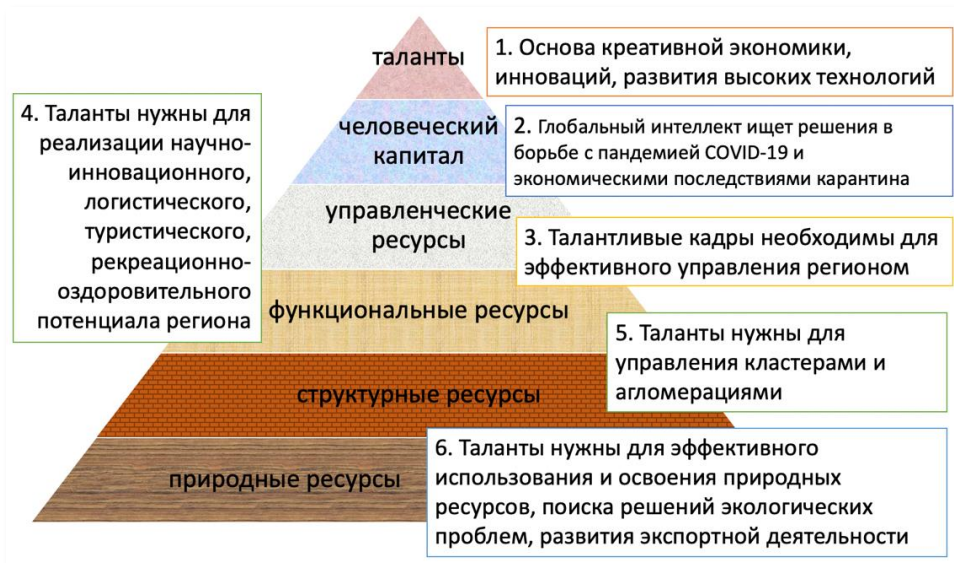 таланты
1. Основа креативной экономики,
инноваций, развития высоких технологий
4. Таланты нужны для
реализации научно-
инновационного,
логистического,
туристического,
рекреационно-
оздоровительного
потенциала региона
человеческий
капитал
2. Глобальный интеллект ищет решения в
борьбе с пандемией COVID-19 и
экономическими последствиями карантина
управленческие
ресурсы
3. Талантливые кадры необходимы для
эффективного управления регионом
функциональные ресурсы
5. Таланты нужны для
управления кластерами и
агломерациями
структурные ресурсы
природные ресурсы
6. Таланты нужны для эффективного
использования и освоения природных
ресурсов, поиска решений экологических
проблем, развития экспортной деятельности